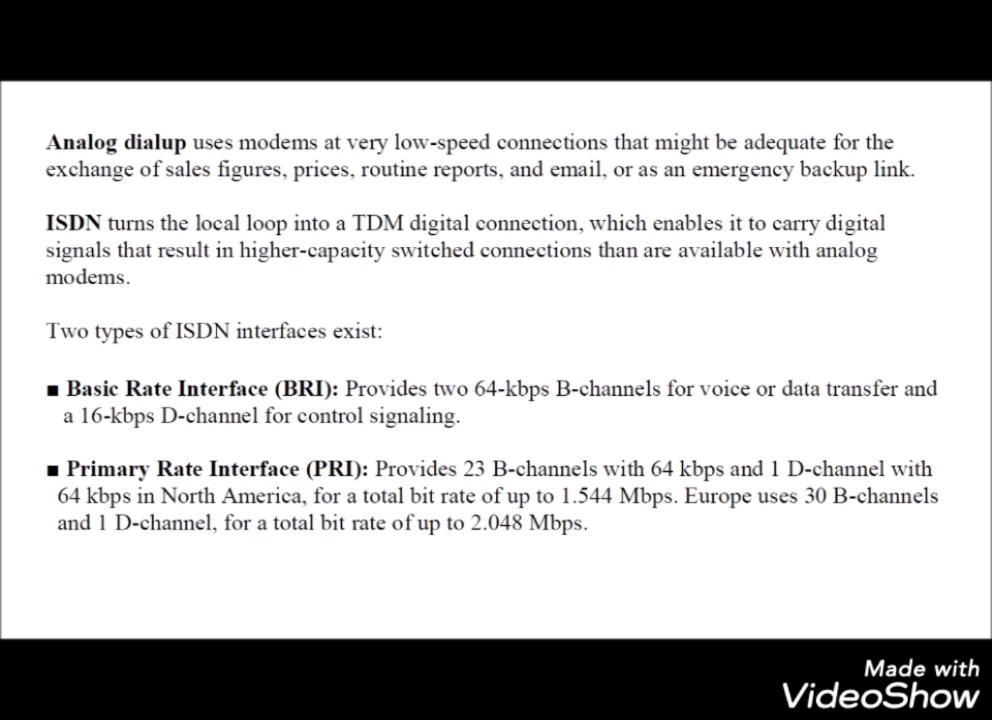 Analog dialup uses modems at very low-speed connections that might be adequate for the
exchange of sales figures, prices, routine reports, and email, or as an emergency backup link.
ISDN turns the local loop into a TDM digital connection, which enables it to carry digital
signals that result in higher-capacity switched connections than are available with analog
modems.
Two types of ISDN interfaces exist:
■ Basic Rate Interface (BRI): Provides two 64-kbps B-channels for voice or data transfer and
a 16-kbps D-channel for control signaling.
■ Primary Rate Interface (PRI): Provides 23 B-channels with 64 kbps and 1 D-channel with
64 kbps in North America, for a total bit rate of up to 1.544 Mbps. Europe uses 30 B-channels
and 1 D-channel, for a total bit rate of up to 2.048 Mbps.
Made with
VideoShow